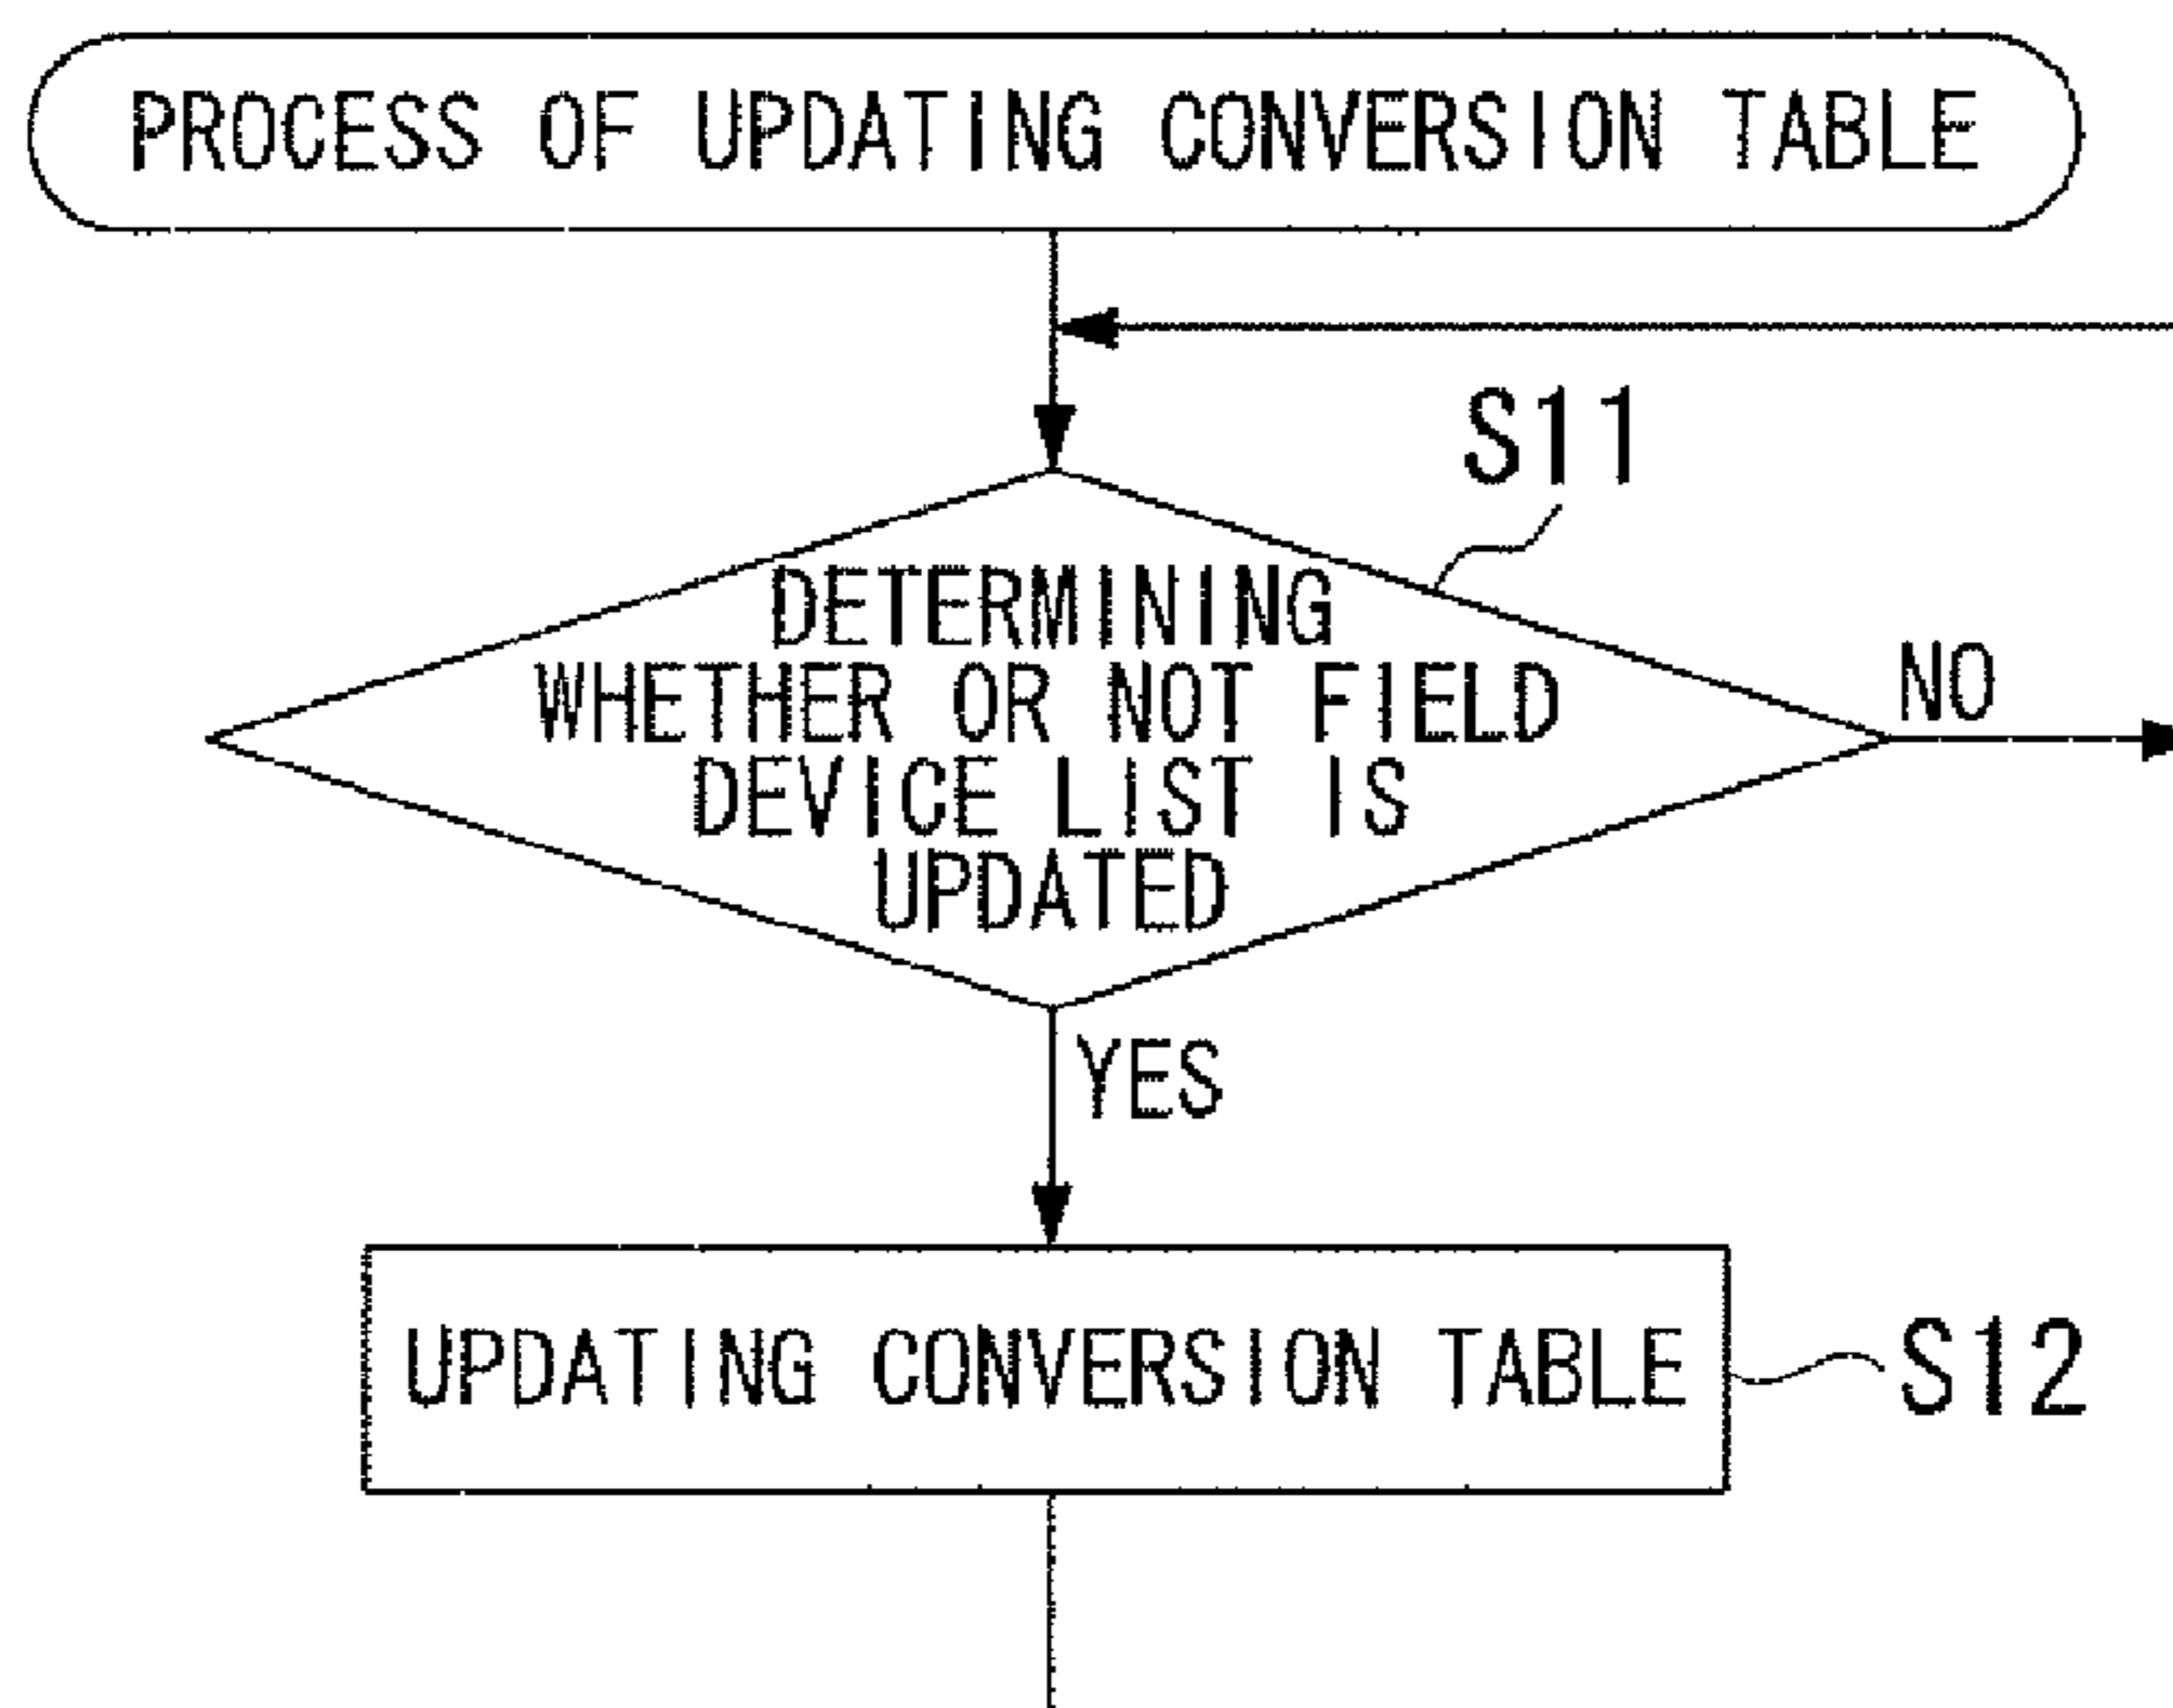 PROCESS OF UPDATING CONVERSION TABLE
S11
DETERMINING
WHETHER OR NOT FIELD
DEVICE LIST IS
UPDATED
NO
YES
UPDATING CONVERSION TABLE
S12